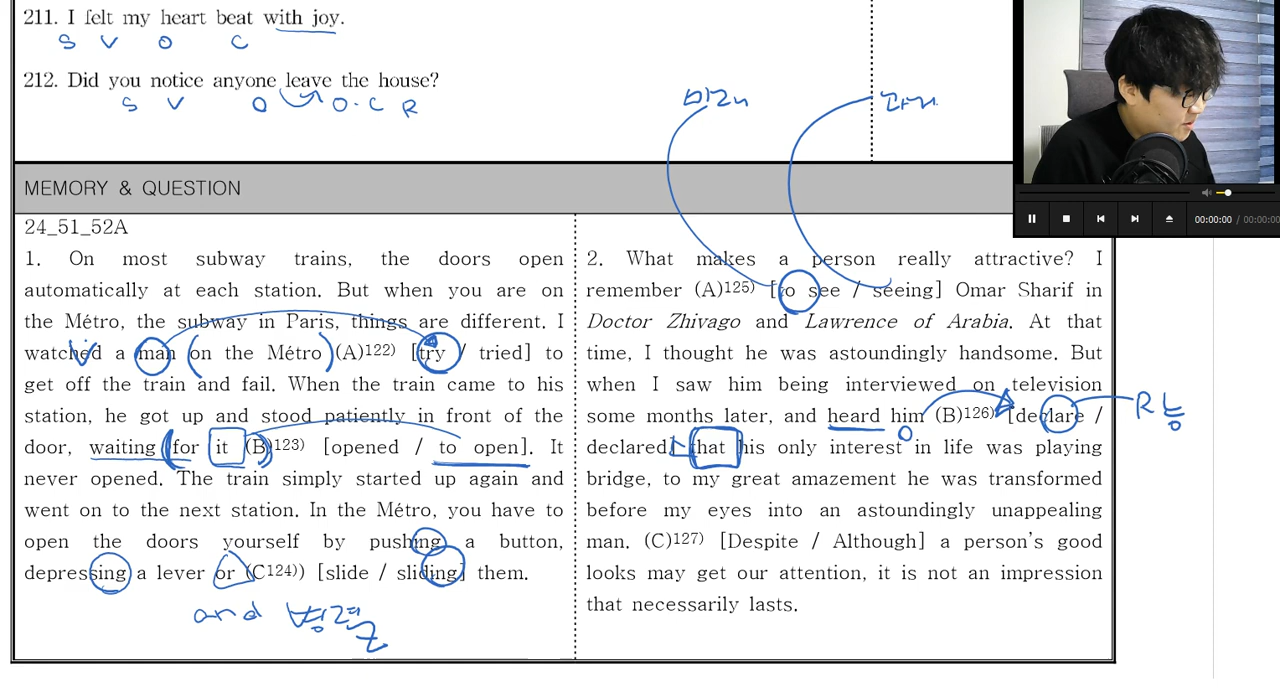 211. I felt my heart beat with joy.
S V O C
212. Did you notice anyone leave the house?
S V O O·C R
미래 과거
MEMORY & QUESTION
24_51_52A
1. On most subway trains, the doors open
automatically at each station. But when you are on
the Métro, the subway in Paris, things are different. I
watched a man on the Métro (A)122) [try / tried] to
get off the train and fail. When the train came to his
station, he got up and stood patiently in front of the
door, waiting for it (B)123) [opened / to open]. It
never opened. The train simply started up again and
went on to the next station. In the Métro, you have to
open the doors yourself by pushing a button,
depressing a lever or (C124)) [slide / sliding] them.
and 병렬
2. What makes a person really attractive? I
remember (A)125) [to see / seeing] Omar Sharif in
Doctor Zhivago and Lawrence of Arabia. At that
time, I thought he was astoundingly handsome. But
when I saw him being interviewed on television
some months later, and heard him (B)126) [declare /
declared] that his only interest in life was playing
bridge, to my great amazement he was transformed
before my eyes into an astoundingly unappealing
man. (C)127) [Despite / Although] a person's good
looks may get our attention, it is not an impression
that necessarily lasts.
R 능
O
00:00:00 / 00:00:00